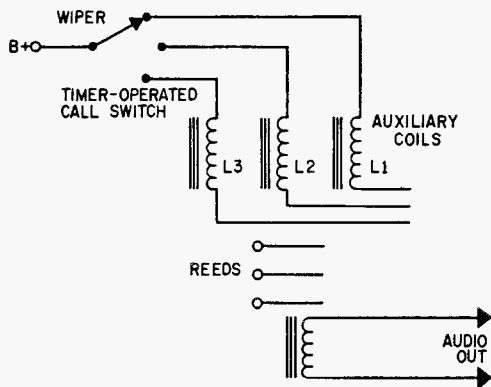 WIPER
B+
TIMER-OPERATED
CALL SWITCH
AUXILIARY
COILS
L3
L2
L1
REEDS
AUDIO
OUT